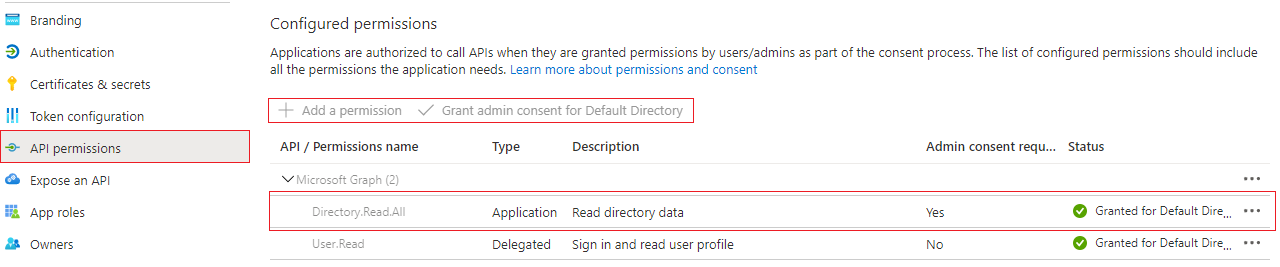 Branding
Authentication
Certificates & secrets
Token configuration
API permissions
Expose an API
App roles
Owners
Configured permissions
Applications are authorized to call APIs when they are granted permissions by users/admins as part of the consent process. The list of configured permissions should include
all the permissions the application needs. Learn more about permissions and consent
Add a permission Grant admin consent for Default Directory
API / Permissions name Type Description Admin consent requ... Status
Microsoft Graph (2) ...
Directory.Read.All Application Read directory data Yes Granted for Default Dire... ...
User.Read Delegated Sign in and read user profile No Granted for Default Dire... ...